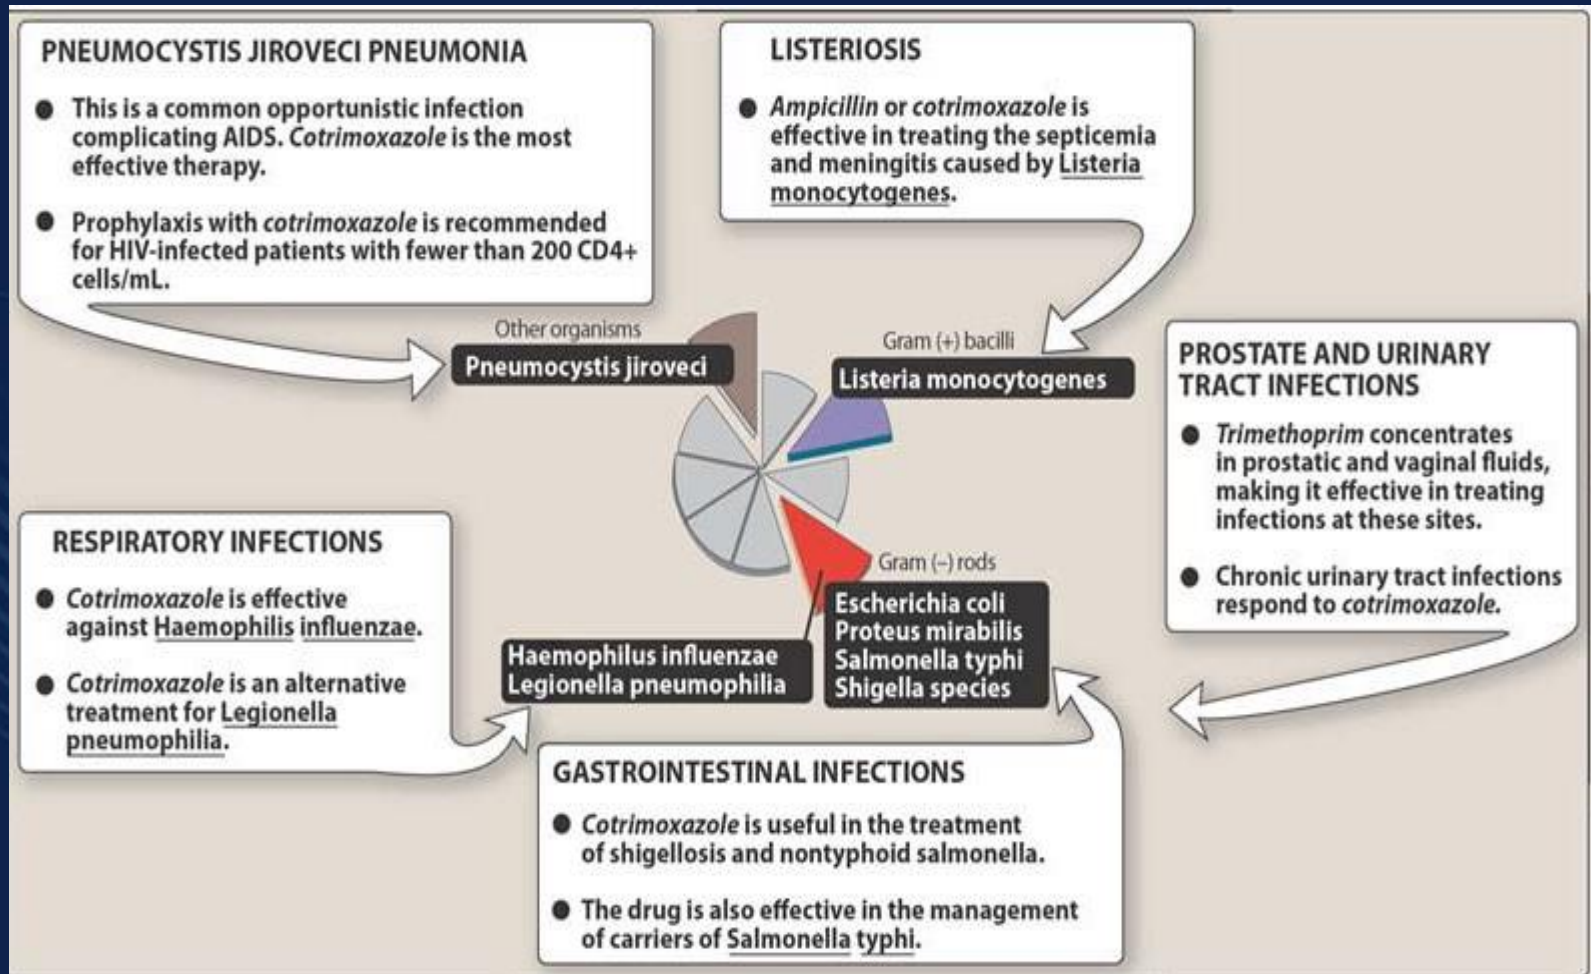 PNEUMOCYSTIS JIROVECI PNEUMONIA
● This is a common opportunistic infection
complicating AIDS. Cotrimoxazole is the most
effective therapy.
● Prophylaxis with cotrimoxazole is recommended
for HIV-infected patients with fewer than 200 CD4+
cells/mL.
LISTERIOSIS
● Ampicillin or cotrimoxazole is
effective in treating the septicemia
and meningitis caused by Listeria
monocytogenes.
Other organisms
Pneumocystis jiroveci
Gram (+) bacilli
Listeria monocytogenes
PROSTATE AND URINARY
TRACT INFECTIONS
● Trimethoprim concentrates
in prostatic and vaginal fluids,
making it effective in treating
infections at these sites.
● Chronic urinary tract infections
respond to cotrimoxazole.
RESPIRATORY INFECTIONS
● Cotrimoxazole is effective
against Haemophilis influenzae.
● Cotrimoxazole is an alternative
treatment for Legionella
pneumophilia.
Gram (–) rods
Escherichia coli
Proteus mirabilis
Salmonella typhi
Shigella species
Haemophilus influenzae
Legionella pneumophilia
GASTROINTESTINAL INFECTIONS
● Cotrimoxazole is useful in the treatment
of shigellosis and nontyphoid salmonella.
● The drug is also effective in the management
of carriers of Salmonella typhi.